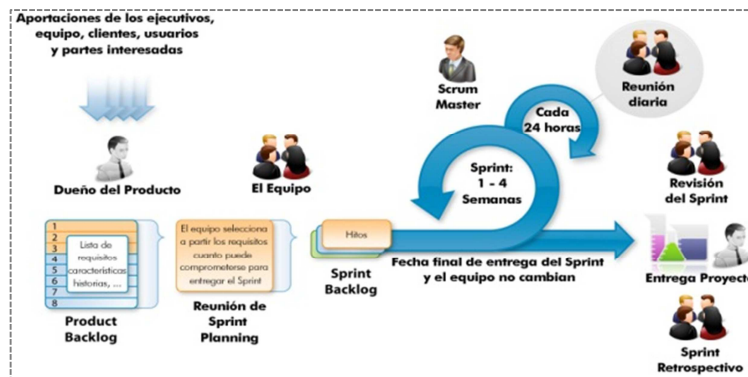 Aportaciones de los ejecutivos,
equipo, clientes, usuarios
y partes interesadas
Dueño del Producto
El Equipo
Scrum
Master
Cada
24 horas
Reunión
diaria
Sprint:
1 - 4
Semanas
Revisión
del Sprint
1
2
3
4
5
6
7
8
Lista de
requisitos
características
historias, ...
Product
Backlog
El equipo selecciona
a partir los requisitos
cuanto puede
comprometerse para
entregar el Sprint
Reunión de
Sprint
Planning
Hitos
Sprint
Backlog
Fecha final de entrega del Sprint
y el equipo no cambian
Entrega Proyecto
Sprint
Retrospectivo